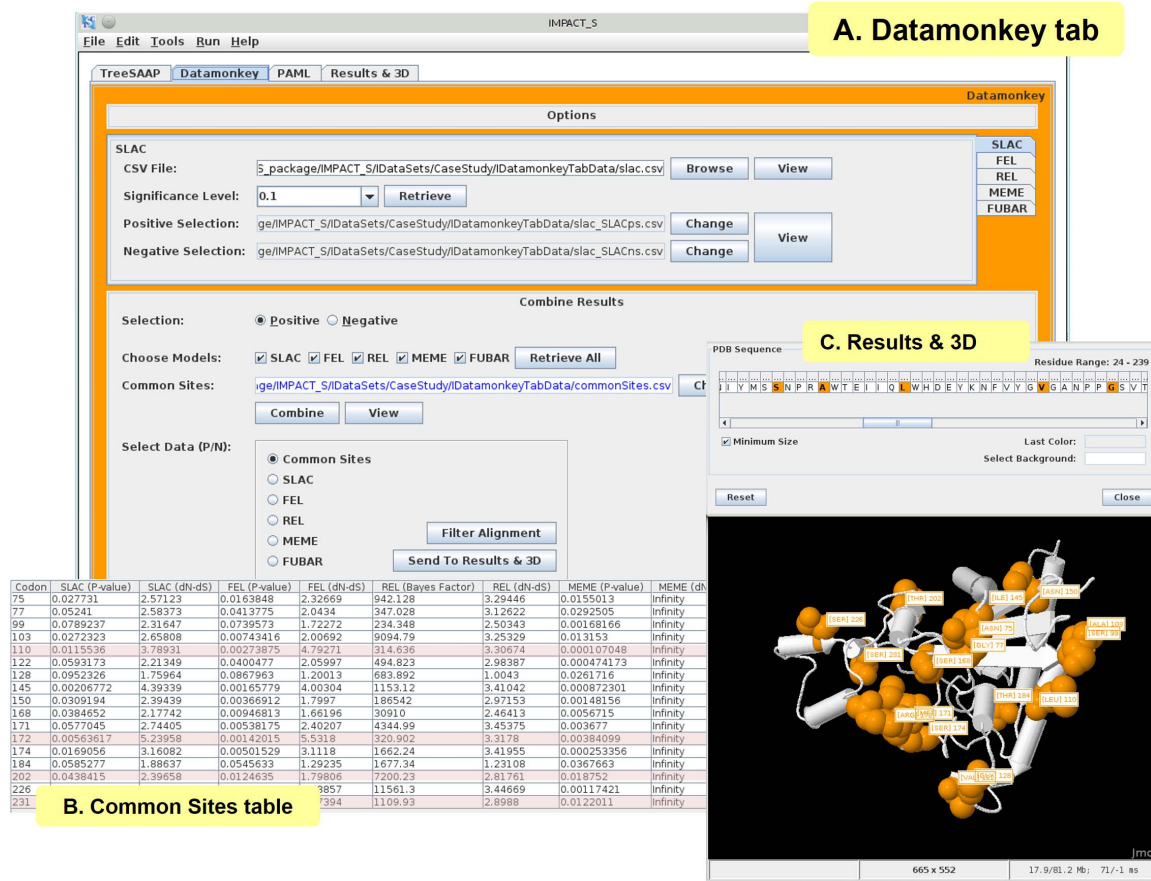 IMPACT_S
A. Datamonkey tab
File Edit Tools Run Help
TreeSAAP Datamonkey PAML Results & 3D
Datamonkey
Options
SLAC
CSV File: S_package/IMPACT_S/IDataSets/CaseStudy/IDatamonkeyTabData/slac.csv Browse View
Significance Level: 0.1 Retrieve
Positive Selection: ge/IMPACT_S/IDataSets/CaseStudy/IDatamonkeyTabData/slac_SLACps.csv Change
View
Negative Selection: ge/IMPACT_S/IDataSets/CaseStudy/IDatamonkeyTabData/slac_SLACns.csv Change
SLAC
FEL
REL
MEME
FUBAR
Combine Results
Selection: Positive Negative
Choose Models: SLAC FEL REL MEME FUBAR Retrieve All
Common Sites: age/IMPACT_S/IDataSets/CaseStudy/IDatamonkeyTabData/commonSites.csv Ch
Combine View
Select Data (P/N):
Common Sites
SLAC
FEL
REL
MEME
FUBAR
Filter Alignment
Send To Results & 3D
Codon SLAC (P-value) SLAC (dN-dS) FEL (P-value) FEL (dN-dS) REL (Bayes Factor) REL (dN-dS) MEME (P-value) MEME (dN
75 0.027731 2.57123 0.0163848 2.32669 942.128 3.29446 0.0155013 Infinity
77 0.05241 2.58373 0.0413775 2.0434 347.028 3.12622 0.0292505 Infinity
99 0.0789237 2.31647 0.0739573 1.72272 234.348 2.50343 0.00168166 Infinity
103 0.0272323 2.65808 0.00743416 2.00692 9094.79 3.25329 0.013153 Infinity
110 0.0115536 3.78931 0.00273875 4.79271 314.636 3.30674 0.000107048 Infinity
122 0.0593173 2.21349 0.0400477 2.05997 494.823 2.98387 0.000474173 Infinity
128 0.0952326 1.75964 0.0867963 1.20013 683.892 1.0043 0.0261716 Infinity
145 0.00206772 4.39339 0.00165779 4.00304 1153.12 3.41042 0.000872301 Infinity
150 0.0309194 2.39439 0.00366912 1.7997 186542 2.97153 0.00148156 Infinity
168 0.0384652 2.17742 0.00946813 1.66196 30910 2.46413 0.0056715 Infinity
171 0.0577045 2.74405 0.00538175 2.40207 4344.99 3.45375 0.003677 Infinity
172 0.00563617 5.23958 0.00142015 5.5318 320.902 3.3178 0.00384099 Infinity
174 0.0169056 3.16082 0.00501529 3.1118 1662.24 3.41955 0.000253356 Infinity
184 0.0585277 1.88637 0.0545633 1.29235 1677.34 1.23108 0.0367663 Infinity
202 0.0438415 2.39658 0.0124635 1.79806 7200.23 2.81761 0.018752 Infinity
226 3857 11561.3 3.44669 0.00117421 Infinity
231 7394 1109.93 2.8988 0.0122011 Infinity
B. Common Sites table
C. Results & 3D
PDB Sequence
Residue Range: 24 - 239
I Y M S S N P R A W T E I I Q L W H D E Y K N F V Y G V G A N P P G S V T
Minimum Size
Last Color:
Select Background:
Reset Close
[THR] 202
[ILE] 145
[ASN] 150
[SER] 226
[ASN] 75
[ALA] 103
[SER] 99
[GLY] 77
[SER] 231
[SER] 168
[THR] 184
[LEU] 110
171
[SER] 174
128
Jmo
665 x 552 17.9/81.2 Mb; 71/-1 ms